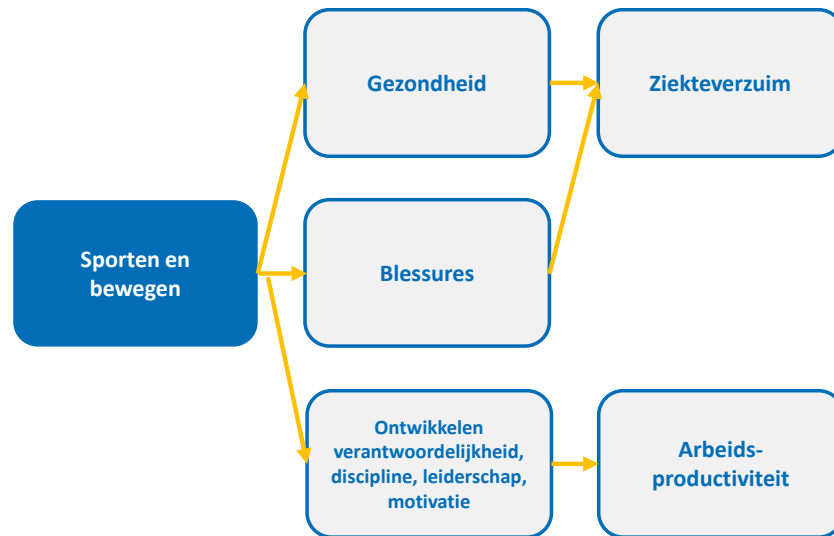 Gezondheid
Ziekteverzuim
Sporten en
bewegen
Blessures
Ontwikkelen
verantwoordelijkheid,
discipline, leiderschap,
motivatie
Arbeids-
productiviteit